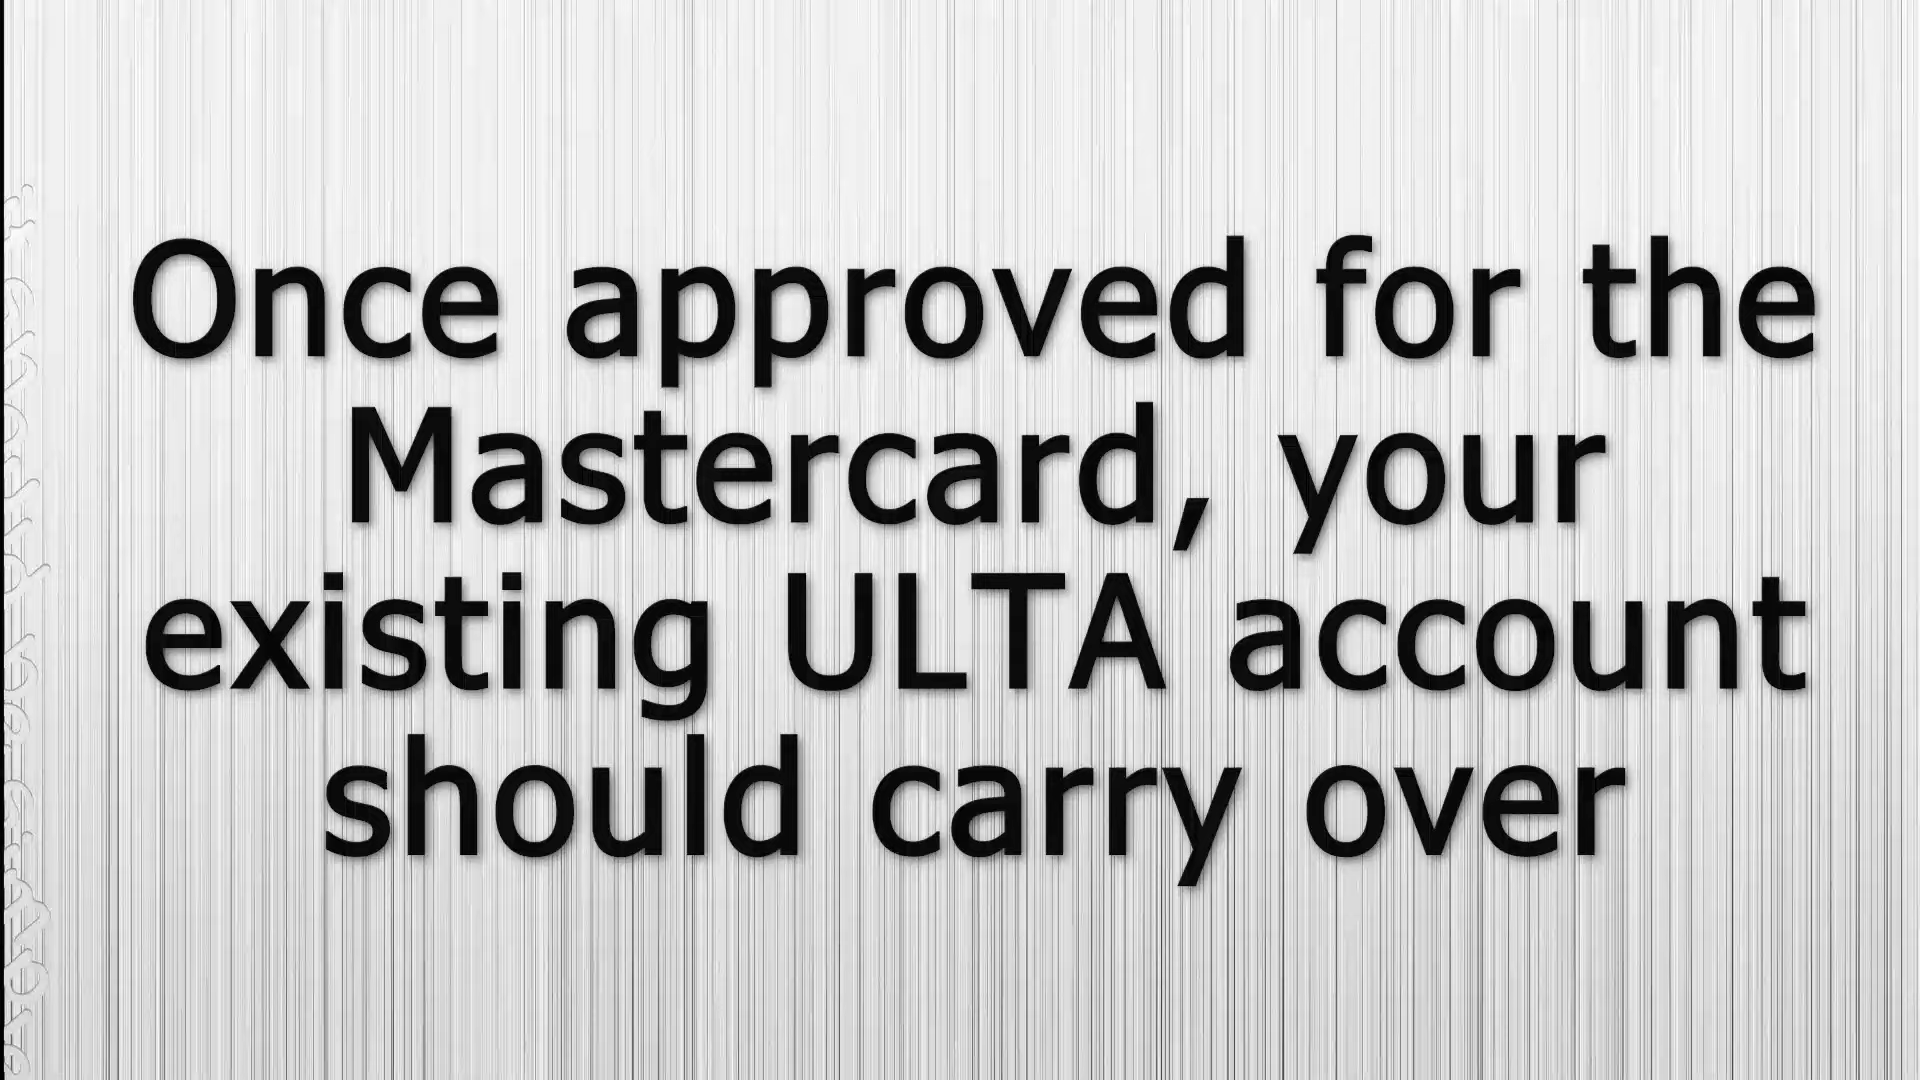 Once approved for the
Mastercard, your
existing ULTA account
should carry over